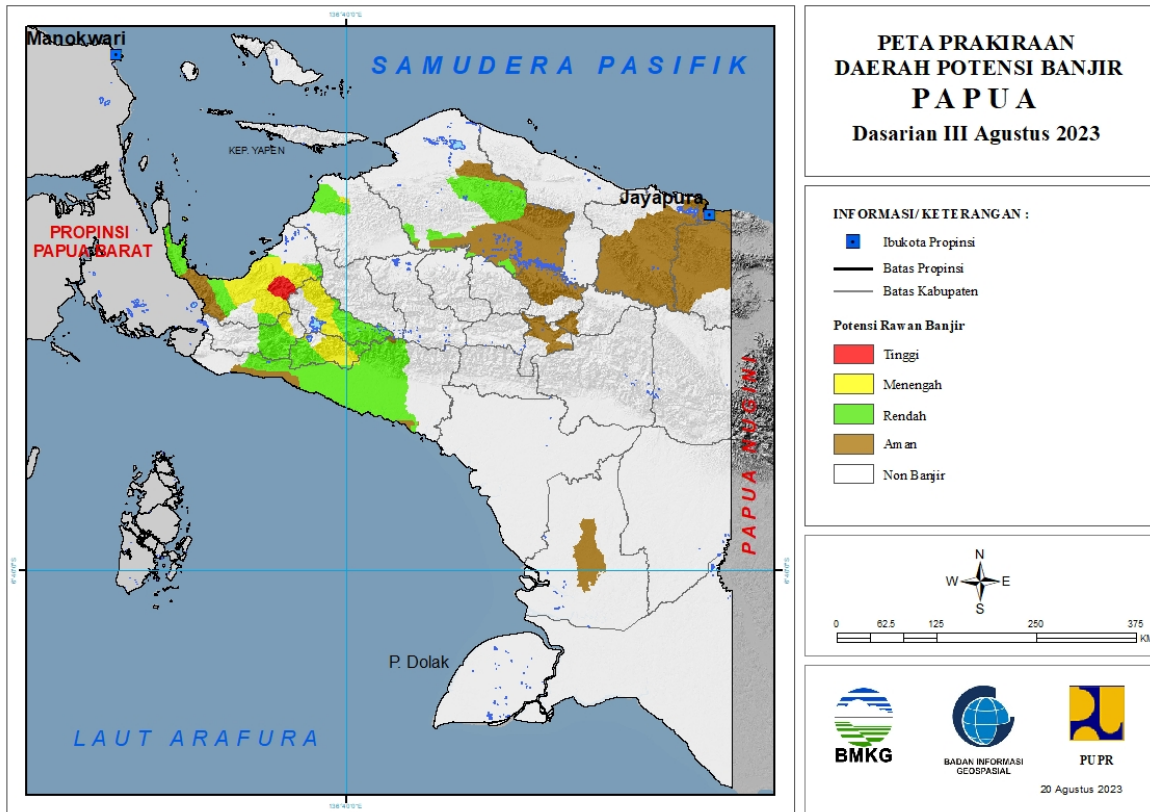 Manokwari
SAMUDERA PASIFIK
KEP. YAPEN
Jayapura
PROPINSI
PAPUA BARAT
PAPUA NUGINI
P. Dolak
LAUT ARAFURA
PETA PRAKIRAAN
DAERAH POTENSI BANJIR
PAPUA
Dasarian III Agustus 2023
INFORMASI/ KETERANGAN :
Ibukota Propinsi
Batas Propinsi
Batas Kabupaten
Potensi Rawan Banjir
Tinggi
Menengah
Rendah
Aman
Non Banjir
N
W E
S
0 62.5 125 250 375
KM
BMKG
BADAN INFORMASI
GEOSPASIAL
PUPR
20 Agustus 2023